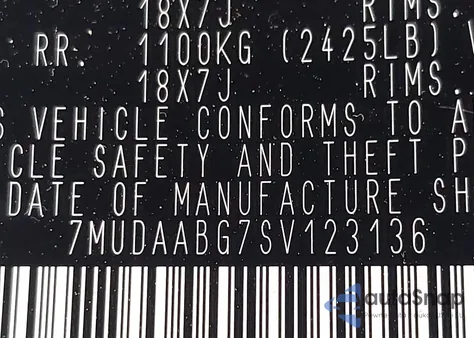 18X7J RIMS.
RR. 1100KG (2425LB)
18X7J RIMS.
S VEHICLE CONFORMS TO A
CLE SAFETY AND THEFT P
DATE OF MANUFACTURE SH
7MUDAABG7SV123136
autoSnap